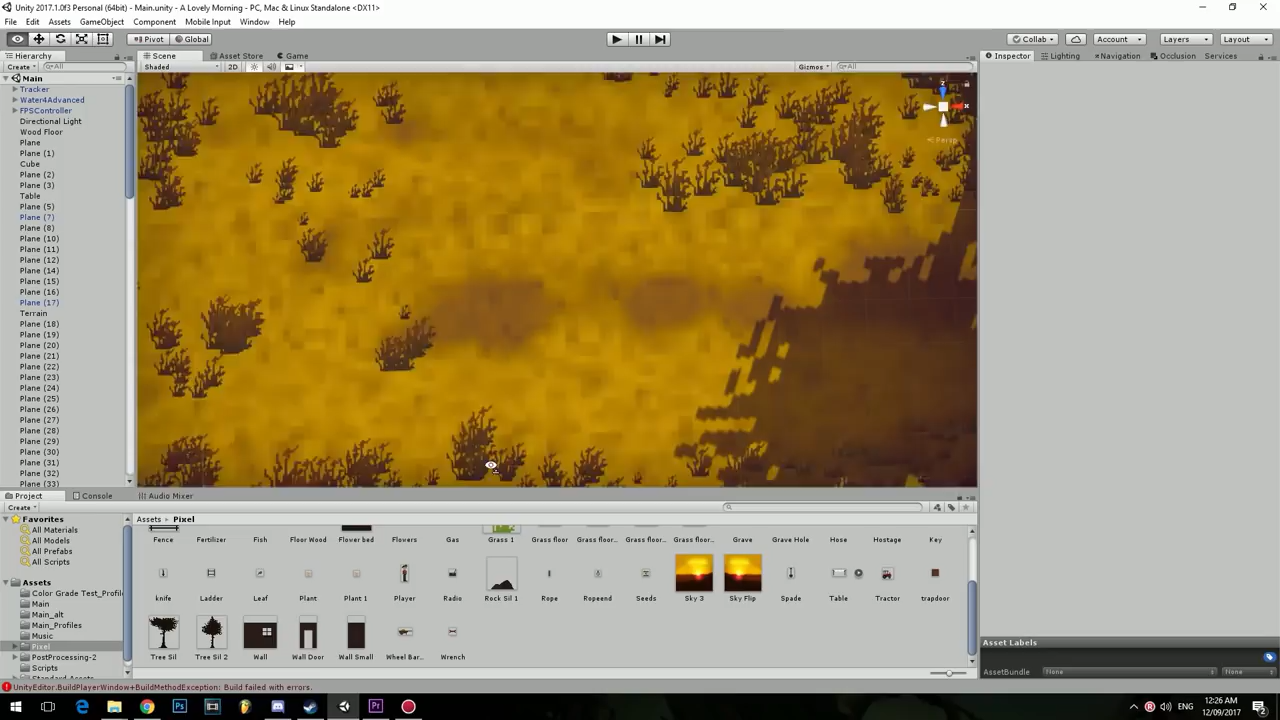 Unity 2017.1.0f3 Personal (64bit) - Main.unity - A Lovely Morning - PC, Mac & Linux Standalone <DX11>
File Edit Assets GameObject Component Mobile Input Window Help
Pivot Global Collab Account Layers Layout
Hierarchy Scene Asset Store Game Inspector Lighting Navigation Occlusion Services
Create All Shaded 2D Gizmos All
Main
Tracker
Water4Advanced
FPSController
Directional Light
Wood Floor
Plane
Plane (1)
Cube
Plane (2)
Plane (3)
Table
Plane (5)
Plane (7)
Plane (8)
Plane (10)
Plane (11)
Plane (12)
Plane (14)
Plane (15)
Plane (16)
Plane (17)
Terrain
Plane (18)
Plane (19)
Plane (20)
Plane (21)
Plane (22)
Plane (23)
Plane (24)
Plane (25)
Plane (26)
Plane (27)
Plane (28)
Plane (29)
Plane (30)
Plane (31)
Plane (32)
Plane (33)
z
x
Persp
Project Console Audio Mixer
Create
Favorites
All Materials
All Models
All Prefabs
All Scripts
Assets
Color Grade Test_Profile
Main
Main_alt
Main_Profiles
Music
Pixel
PostProcessing-2
Scripts
Standard Assets
Assets Pixel
Fence Fertilizer Fish Floor Wood Flower bed Flowers Gas Grass 1 Grass floor Grass floor... Grass floor... Grass floor... Grave Grave Hole Hose Hostage Key
knife Ladder Leaf Plant Plant 1 Player Radio Rock Sil 1 Rope Ropeend Seeds Sky 3 Sky Flip Spade Table Tractor trapdoor
Tree Sil Tree Sil 2 Wall Wall Door Wall Small Wheel Bar... Wrench
Asset Labels
AssetBundle None None
UnityEditor.BuildPlayerWindow+BuildMethodException: Build failed with errors.
ENG
12:26 AM
12/09/2017
2